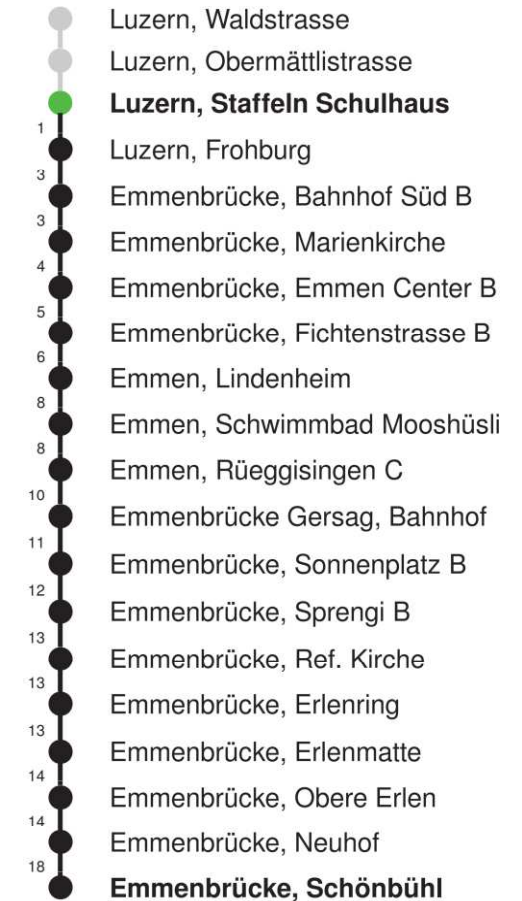 Luzern, Waldstrasse
Luzern, Obermättlistrasse
Luzern, Staffeln Schulhaus
1
Luzern, Frohburg
3
Emmenbrücke, Bahnhof Süd B
3
Emmenbrücke, Marienkirche
4
Emmenbrücke, Emmen Center B
5
Emmenbrücke, Fichtenstrasse B
6
Emmen, Lindenheim
8
Emmen, Schwimmbad Mooshüsli
8
Emmen, Rüeggisingen C
10
Emmenbrücke Gersag, Bahnhof
11
Emmenbrücke, Sonnenplatz B
12
Emmenbrücke, Sprengi B
13
Emmenbrücke, Ref. Kirche
13
Emmenbrücke, Erlenring
13
Emmenbrücke, Erlenmatte
14
Emmenbrücke, Obere Erlen
14
Emmenbrücke, Neuhof
18
Emmenbrücke, Schönbühl